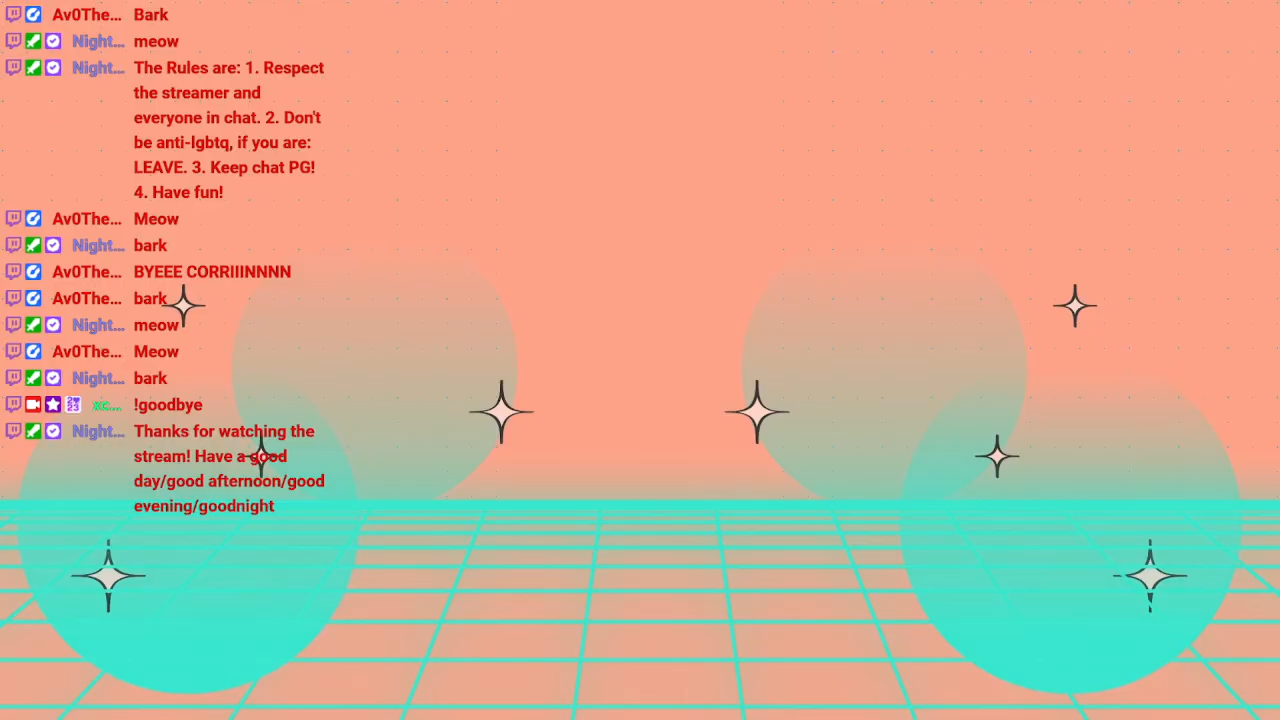 Av0The... Bark
Night... meow
Night... The Rules are: 1. Respect
the streamer and
everyone in chat. 2. Don't
be anti-lgbtq, if you are:
LEAVE. 3. Keep chat PG!
4. Have fun!
Av0The... Meow
Night... bark
Av0The... BYEEE CORRIIINNNN
Av0The... bark
Night... meow
Av0The... Meow
Night... bark
xc... !goodbye
Night... Thanks for watching the
stream! Have a good
day/good afternoon/good
evening/goodnight